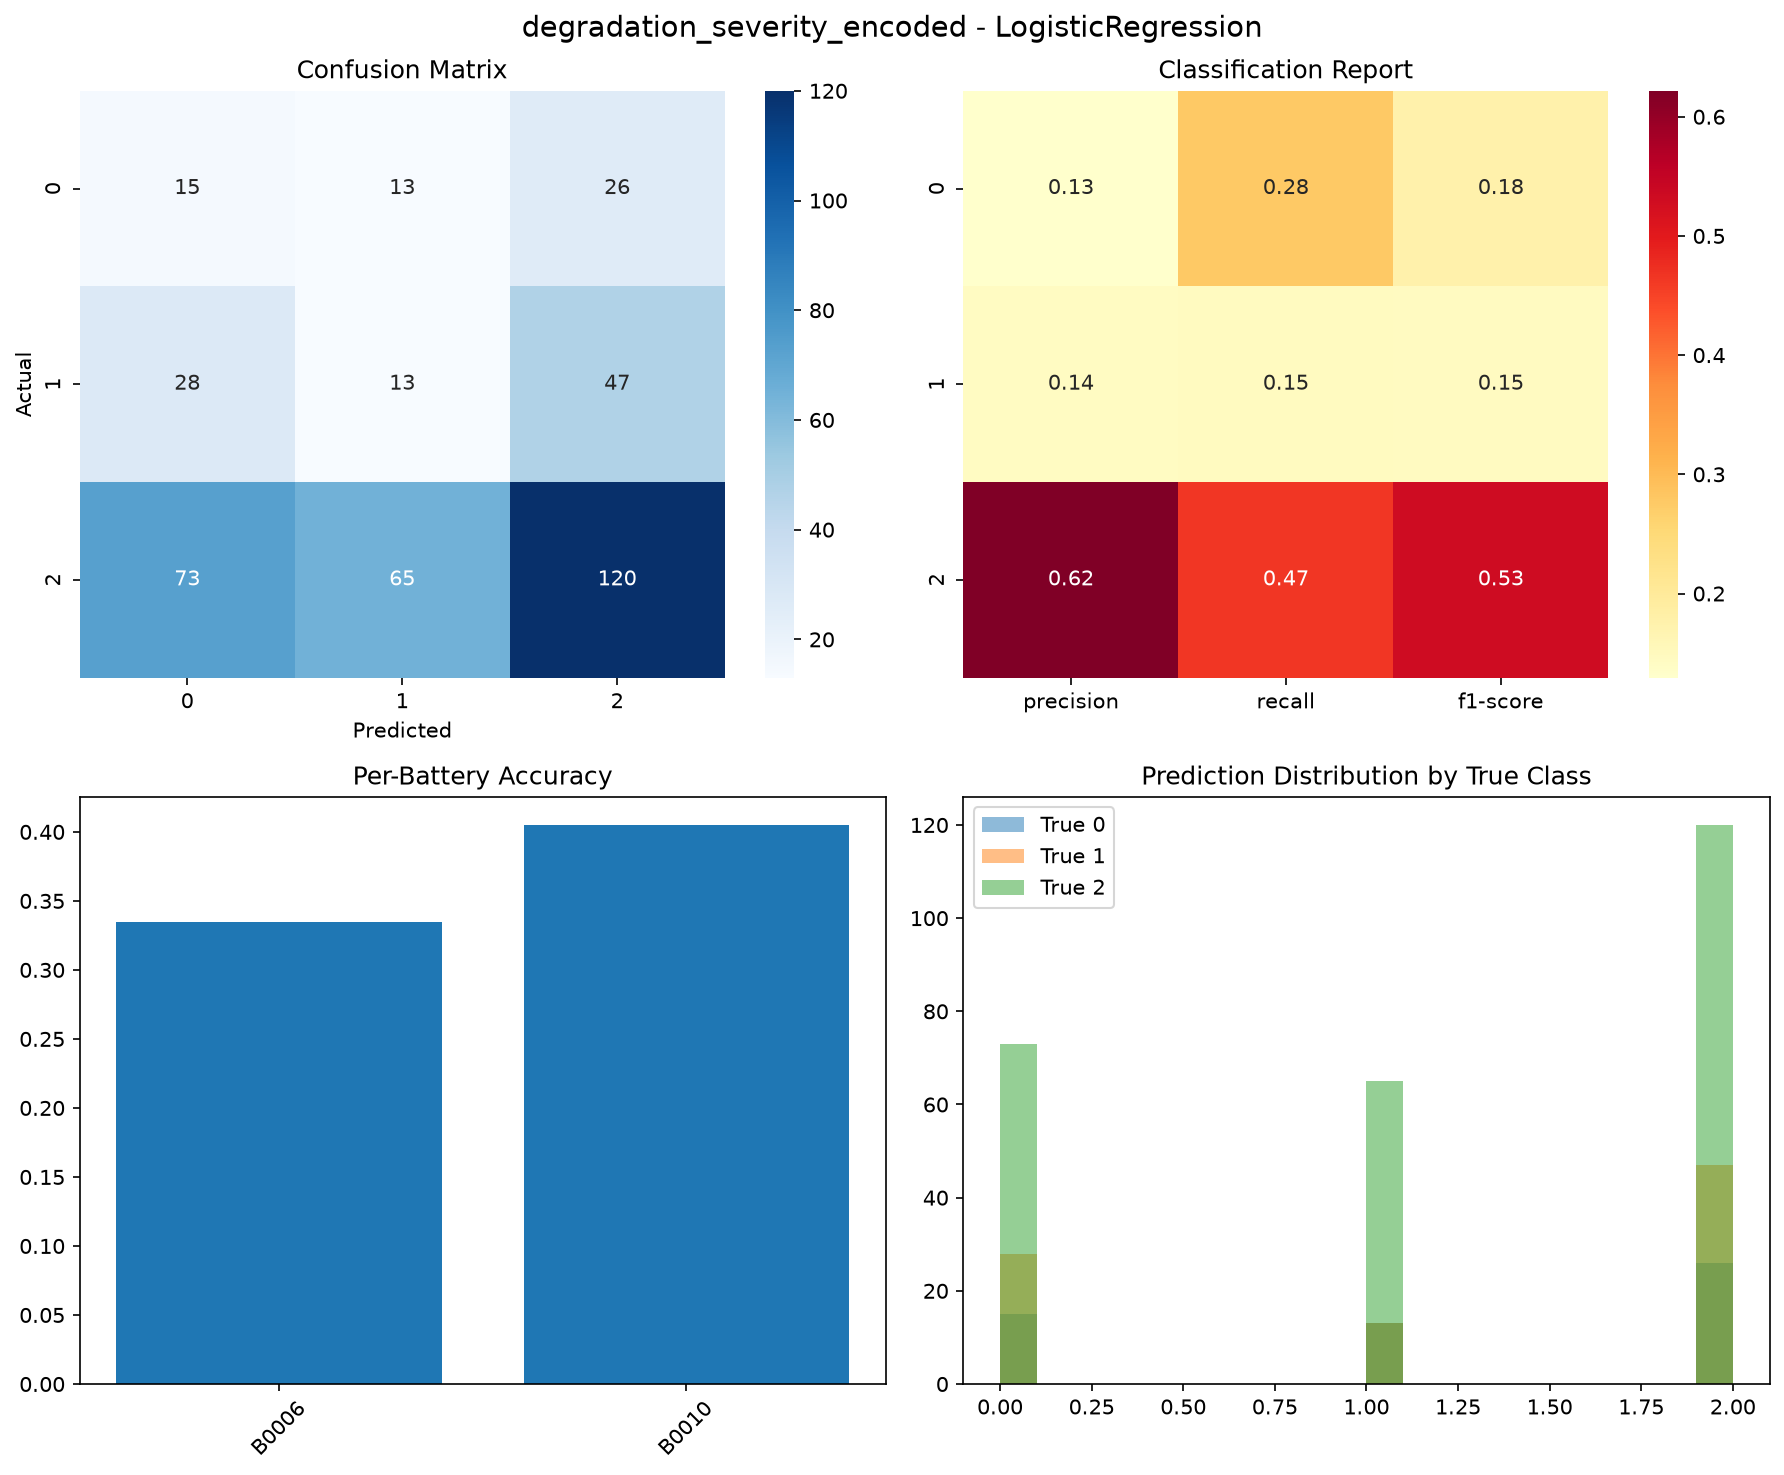 degradation_severity_encoded - LogisticRegression
Confusion Matrix
15 13 26
28 13 47
73 65 120
0
1
2
Actual
0 1 2
Predicted
120
100
80
60
40
20
Classification Report
0.13 0.28 0.18
0.14 0.15 0.15
0.62 0.47 0.53
0
1
2
precision recall f1-score
0.6
0.5
0.4
0.3
0.2
Per-Battery Accuracy
0.40
0.35
0.30
0.25
0.20
0.15
0.10
0.05
0.00
B0006 B0010
Prediction Distribution by True Class
True 0
True 1
True 2
120
100
80
60
40
20
0
0.00 0.25 0.50 0.75 1.00 1.25 1.50 1.75 2.00